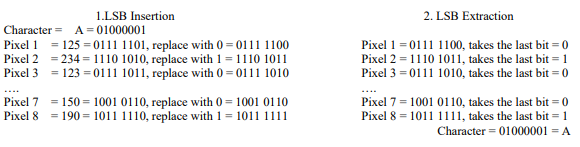 1.LSB Insertion
Character = A = 01000001
Pixel 1 = 125 = 0111 1101, replace with 0 = 0111 1100
Pixel 2 = 234 = 1110 1010, replace with 1 = 1110 1011
Pixel 3 = 123 = 0111 1011, replace with 0 = 0111 1010
....
Pixel 7 = 150 = 1001 0110, replace with 0 = 1001 0110
Pixel 8 = 190 = 1011 1110, replace with 1 = 1011 1111
2. LSB Extraction
Pixel 1 = 0111 1100, takes the last bit = 0
Pixel 2 = 1110 1011, takes the last bit = 1
Pixel 3 = 0111 1010, takes the last bit = 0
....
Pixel 7 = 1001 0110, takes the last bit = 0
Pixel 8 = 1011 1111, takes the last bit = 1
Character = 01000001 = A